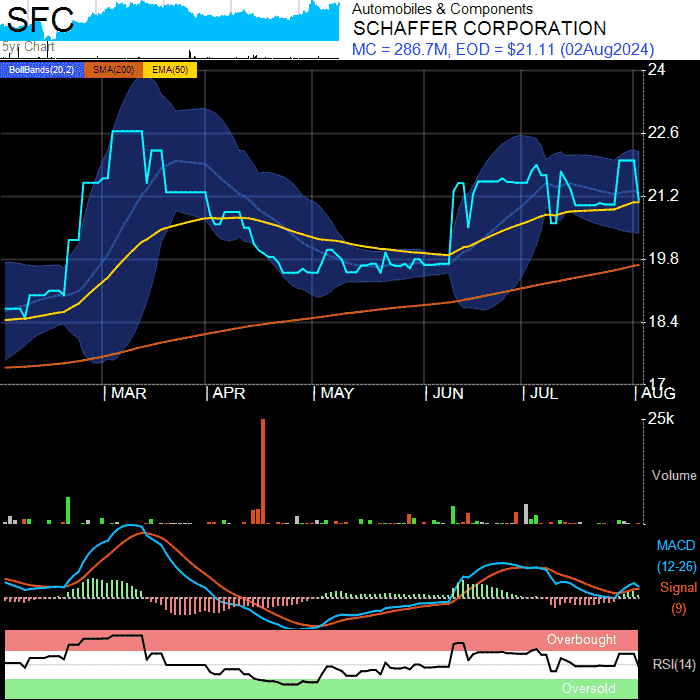 SFC
5yr Chart
Automobiles & Components
SCHAFFER CORPORATION
MC = 286.7M, EOD = $21.11 (02Aug2024)
BollBands(20,2) SMA(200) EMA(50)
24
22.6
21.2
19.8
18.4
17
MAR APR MAY JUN JUL AUG
25k
Volume
MACD
(12-26)
Signal
(9)
Overbought
RSI(14)
Oversold